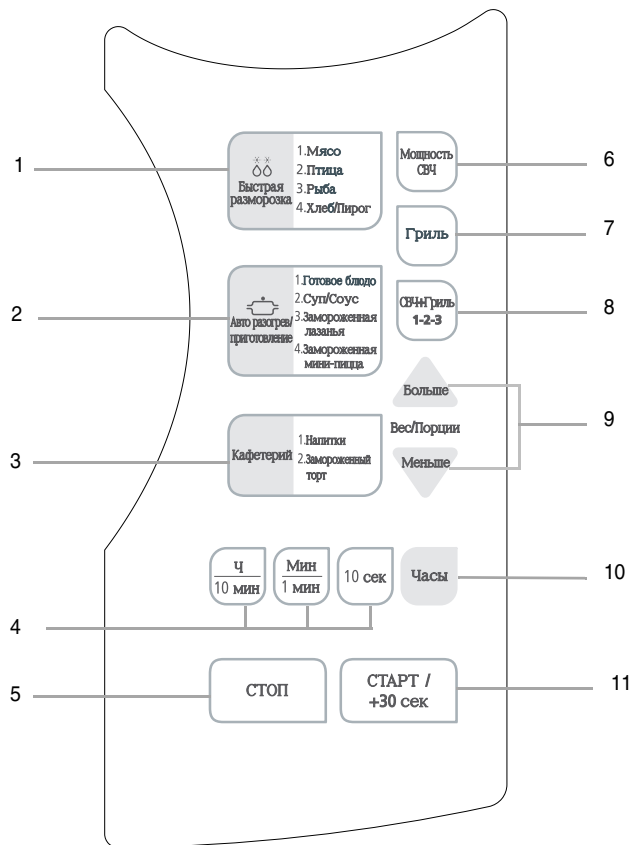 1
Быстрая
разморозка
1.Мясо
2.Птица
3.Рыба
4.Хлеб/Пирог
Мощность
СВЧ
6
Гриль
7
2
Авто разогрев/
приготовление
1.Готовое блюдо
2.Суп/Соус
3.Замороженная
лазанья
4.Замороженная
мини-пицца
СВЧ+Гриль
1-2-3
8
Больше
Вес/Порции
Меньше
9
3
Кафетерий
1.Напитки
2.Замороженный
торт
Ч
10 мин
Мин
1 мин
10 сек
Часы
10
4
5
СТОП
СТАРТ /
+30 сек
11